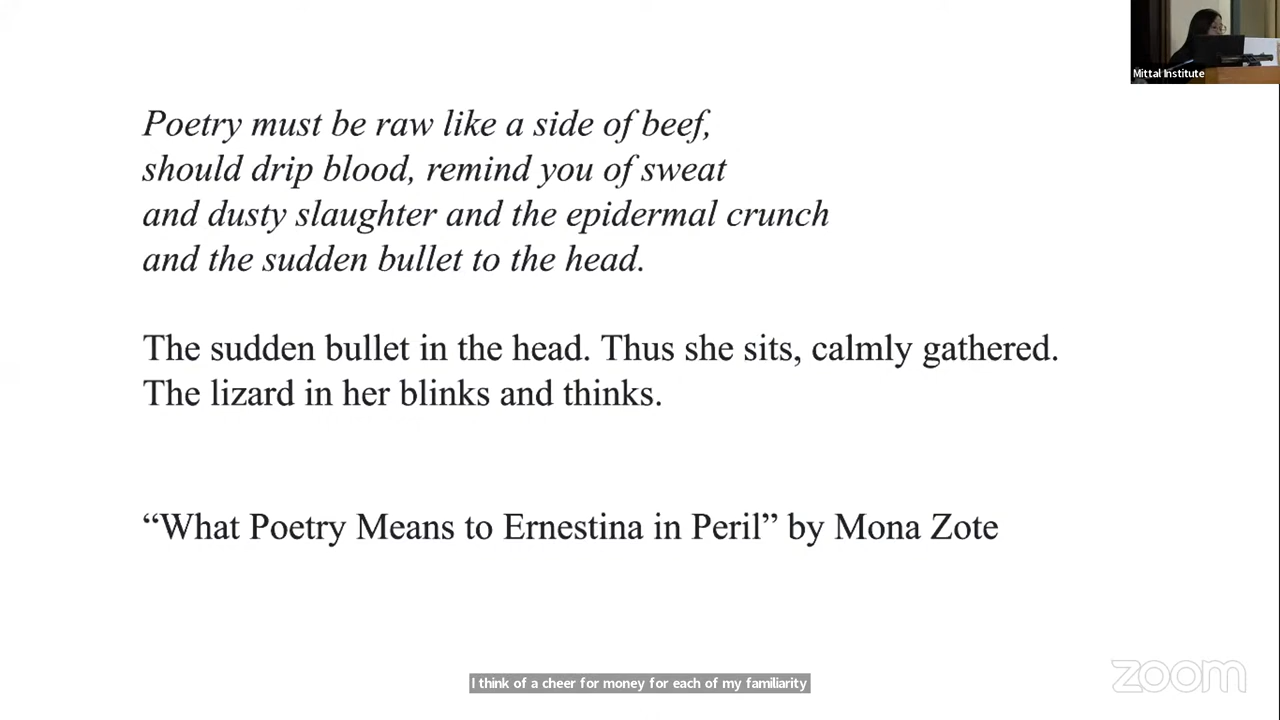 Mittal Institute
Poetry must be raw like a side of beef,
should drip blood, remind you of sweat
and dusty slaughter and the epidermal crunch
and the sudden bullet to the head.
The sudden bullet in the head. Thus she sits, calmly gathered.
The lizard in her blinks and thinks.
“What Poetry Means to Ernestina in Peril” by Mona Zote
I think of a cheer for money for each of my familiarity
zoom